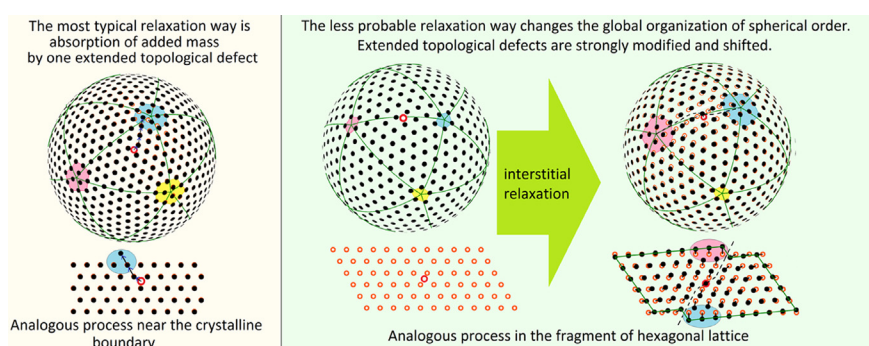 The most typical relaxation way is
absorption of added mass
by one extended topological defect
Analogous process near the crystalline
boundary
The less probable relaxation way changes the global organization of spherical order.
Extended topological defects are strongly modified and shifted.
interstitial
relaxation
Analogous process in the fragment of hexagonal lattice